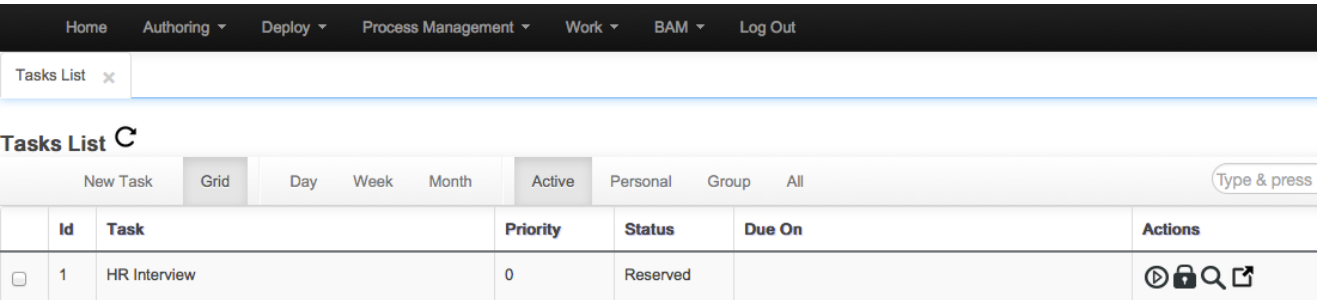 Home Authoring Deploy Process Management Work BAM Log Out
Tasks List
Tasks List
New Task Grid Day Week Month Active Personal Group All Type & press
Id Task Priority Status Due On Actions
1 HR Interview 0 Reserved